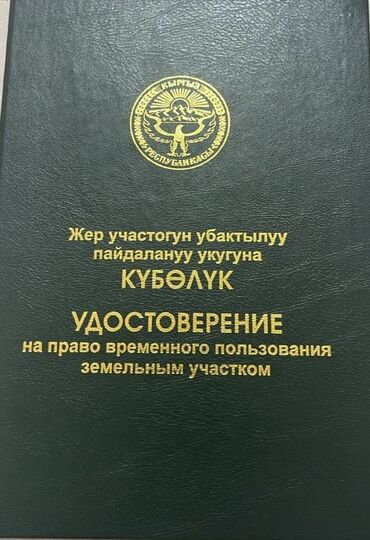 КЫРГЫЗ
РЕСПУБЛИКАСЫ
Жер участогун убактылуу
пайдалануу укугуна
КҮБӨЛҮК
УДОСТОВЕРЕНИЕ
на право временного пользования
земельным участком